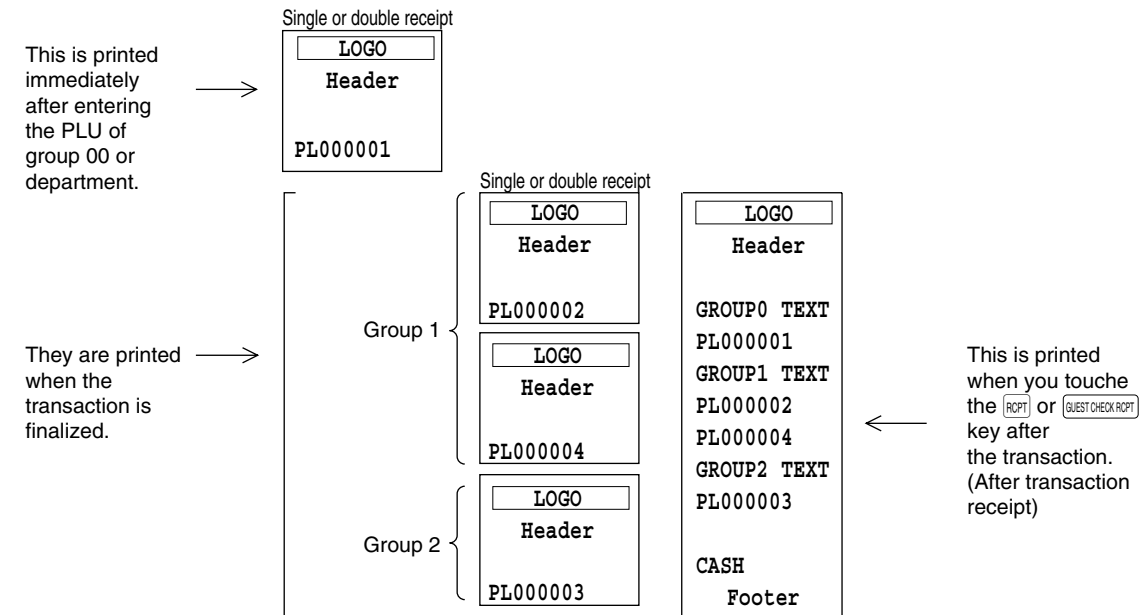 Single or double receipt
This is printed
immediately
after entering
the PLU of
group 00 or
department.
LOGO
Header
PL000001
Single or double receipt
They are printed
when the
transaction is
finalized.
Group 1
LOGO
Header
PL000002
LOGO
Header
PL000004
Group 2
LOGO
Header
PL000003
LOGO
Header
GROUP0 TEXT
PL000001
GROUP1 TEXT
PL000002
PL000004
GROUP2 TEXT
PL000003
CASH
Footer
This is printed
when you touche
the RCPT or GUEST CHECK RCPT
key after
the transaction.
(After transaction
receipt)